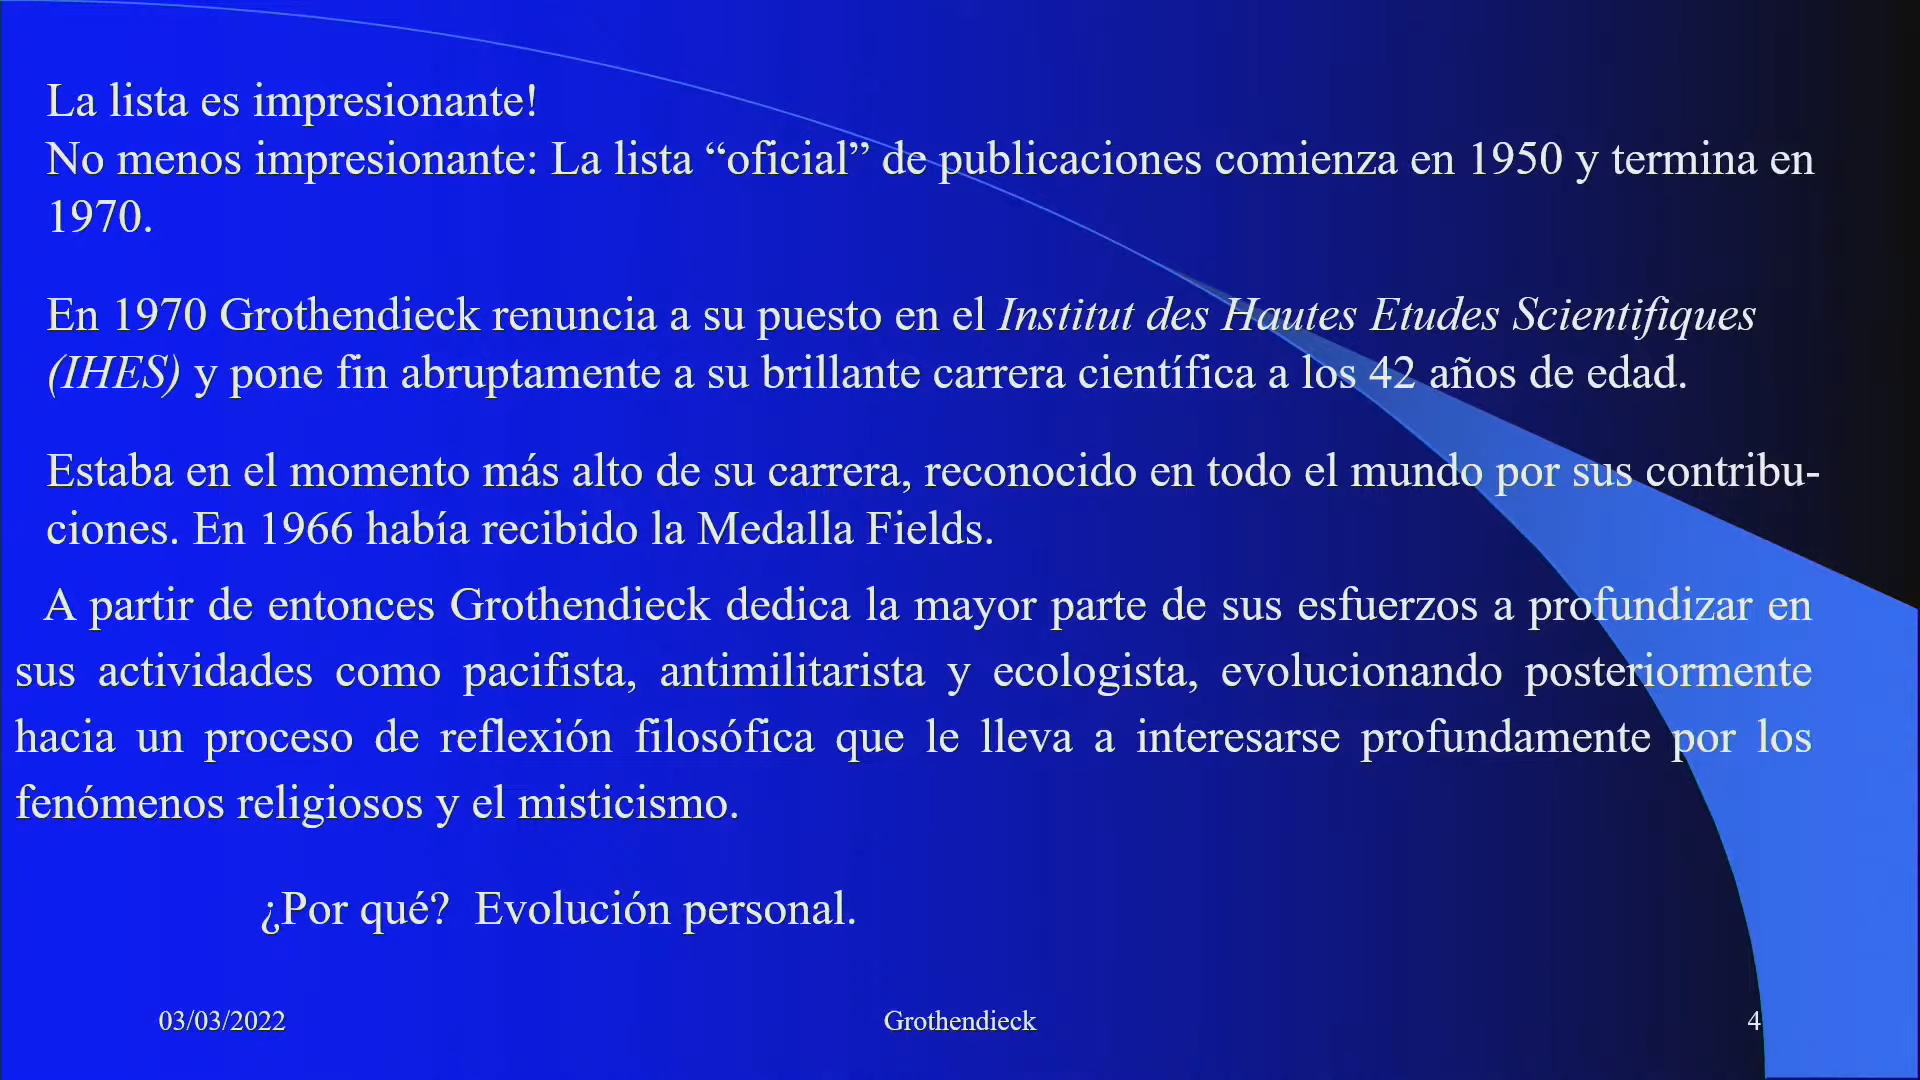 La lista es impresionante!
No menos impresionante: La lista “oficial” de publicaciones comienza en 1950 y termina en
1970.
En 1970 Grothendieck renuncia a su puesto en el Institut des Hautes Etudes Scientifiques
(IHES) y pone fin abruptamente a su brillante carrera científica a los 42 años de edad.
Estaba en el momento más alto de su carrera, reconocido en todo el mundo por sus contribu-
ciones. En 1966 había recibido la Medalla Fields.
A partir de entonces Grothendieck dedica la mayor parte de sus esfuerzos a profundizar en
sus actividades como pacifista, antimilitarista y ecologista, evolucionando posteriormente
hacia un proceso de reflexión filosófica que le lleva a interesarse profundamente por los
fenómenos religiosos y el misticismo.
¿Por qué? Evolución personal.
03/03/2022 Grothendieck 4